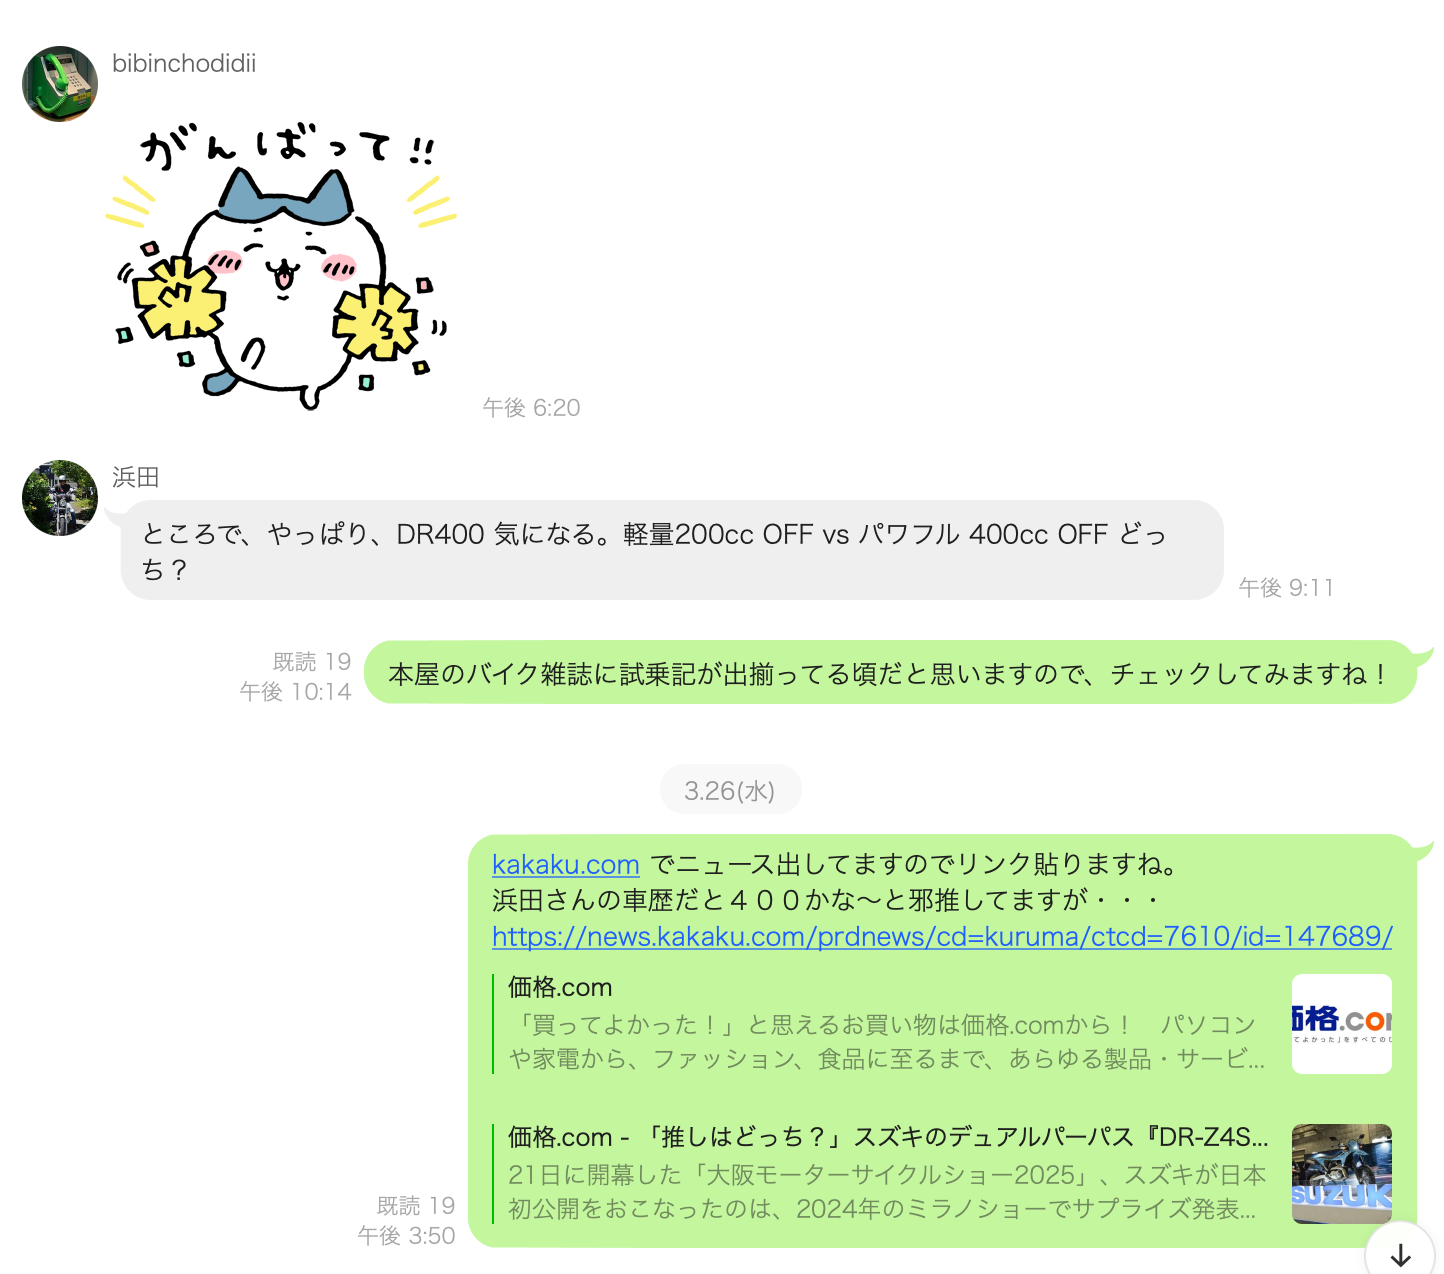 bibinchodidii
がんばって!!
午後 6:20
浜田
ところで、やっぱり、DR400 気になる。軽量200cc OFF vs パワフル 400cc OFF どっ
ち？
午後 9:11
既読 19
午後 10:14
本屋のバイク雑誌に試乗記が出揃ってる頃だと思いますので、チェックしてみますね！
3.26(水)
kakaku.com でニュース出してますのでリンク貼りますね。
浜田さんの車歴だと４００かな〜と邪推してますが・・・
https://news.kakaku.com/prdnews/cd=kuruma/ctcd=7610/id=147689/
価格.com
「買ってよかった！」と思えるお買い物は価格.comから！　パソコン
や家電から、ファッション、食品に至るまで、あらゆる製品・サービ...
価格.co
てよかった」をすべての
価格.com - 「推しはどっち？」スズキのデュアルパーパス『DR-Z4S...
21日に開幕した「大阪モーターサイクルショー2025」、スズキが日本
初公開をおこなったのは、2024年のミラノショーでサプライズ発表...
SUZUK
既読 19
午後 3:50